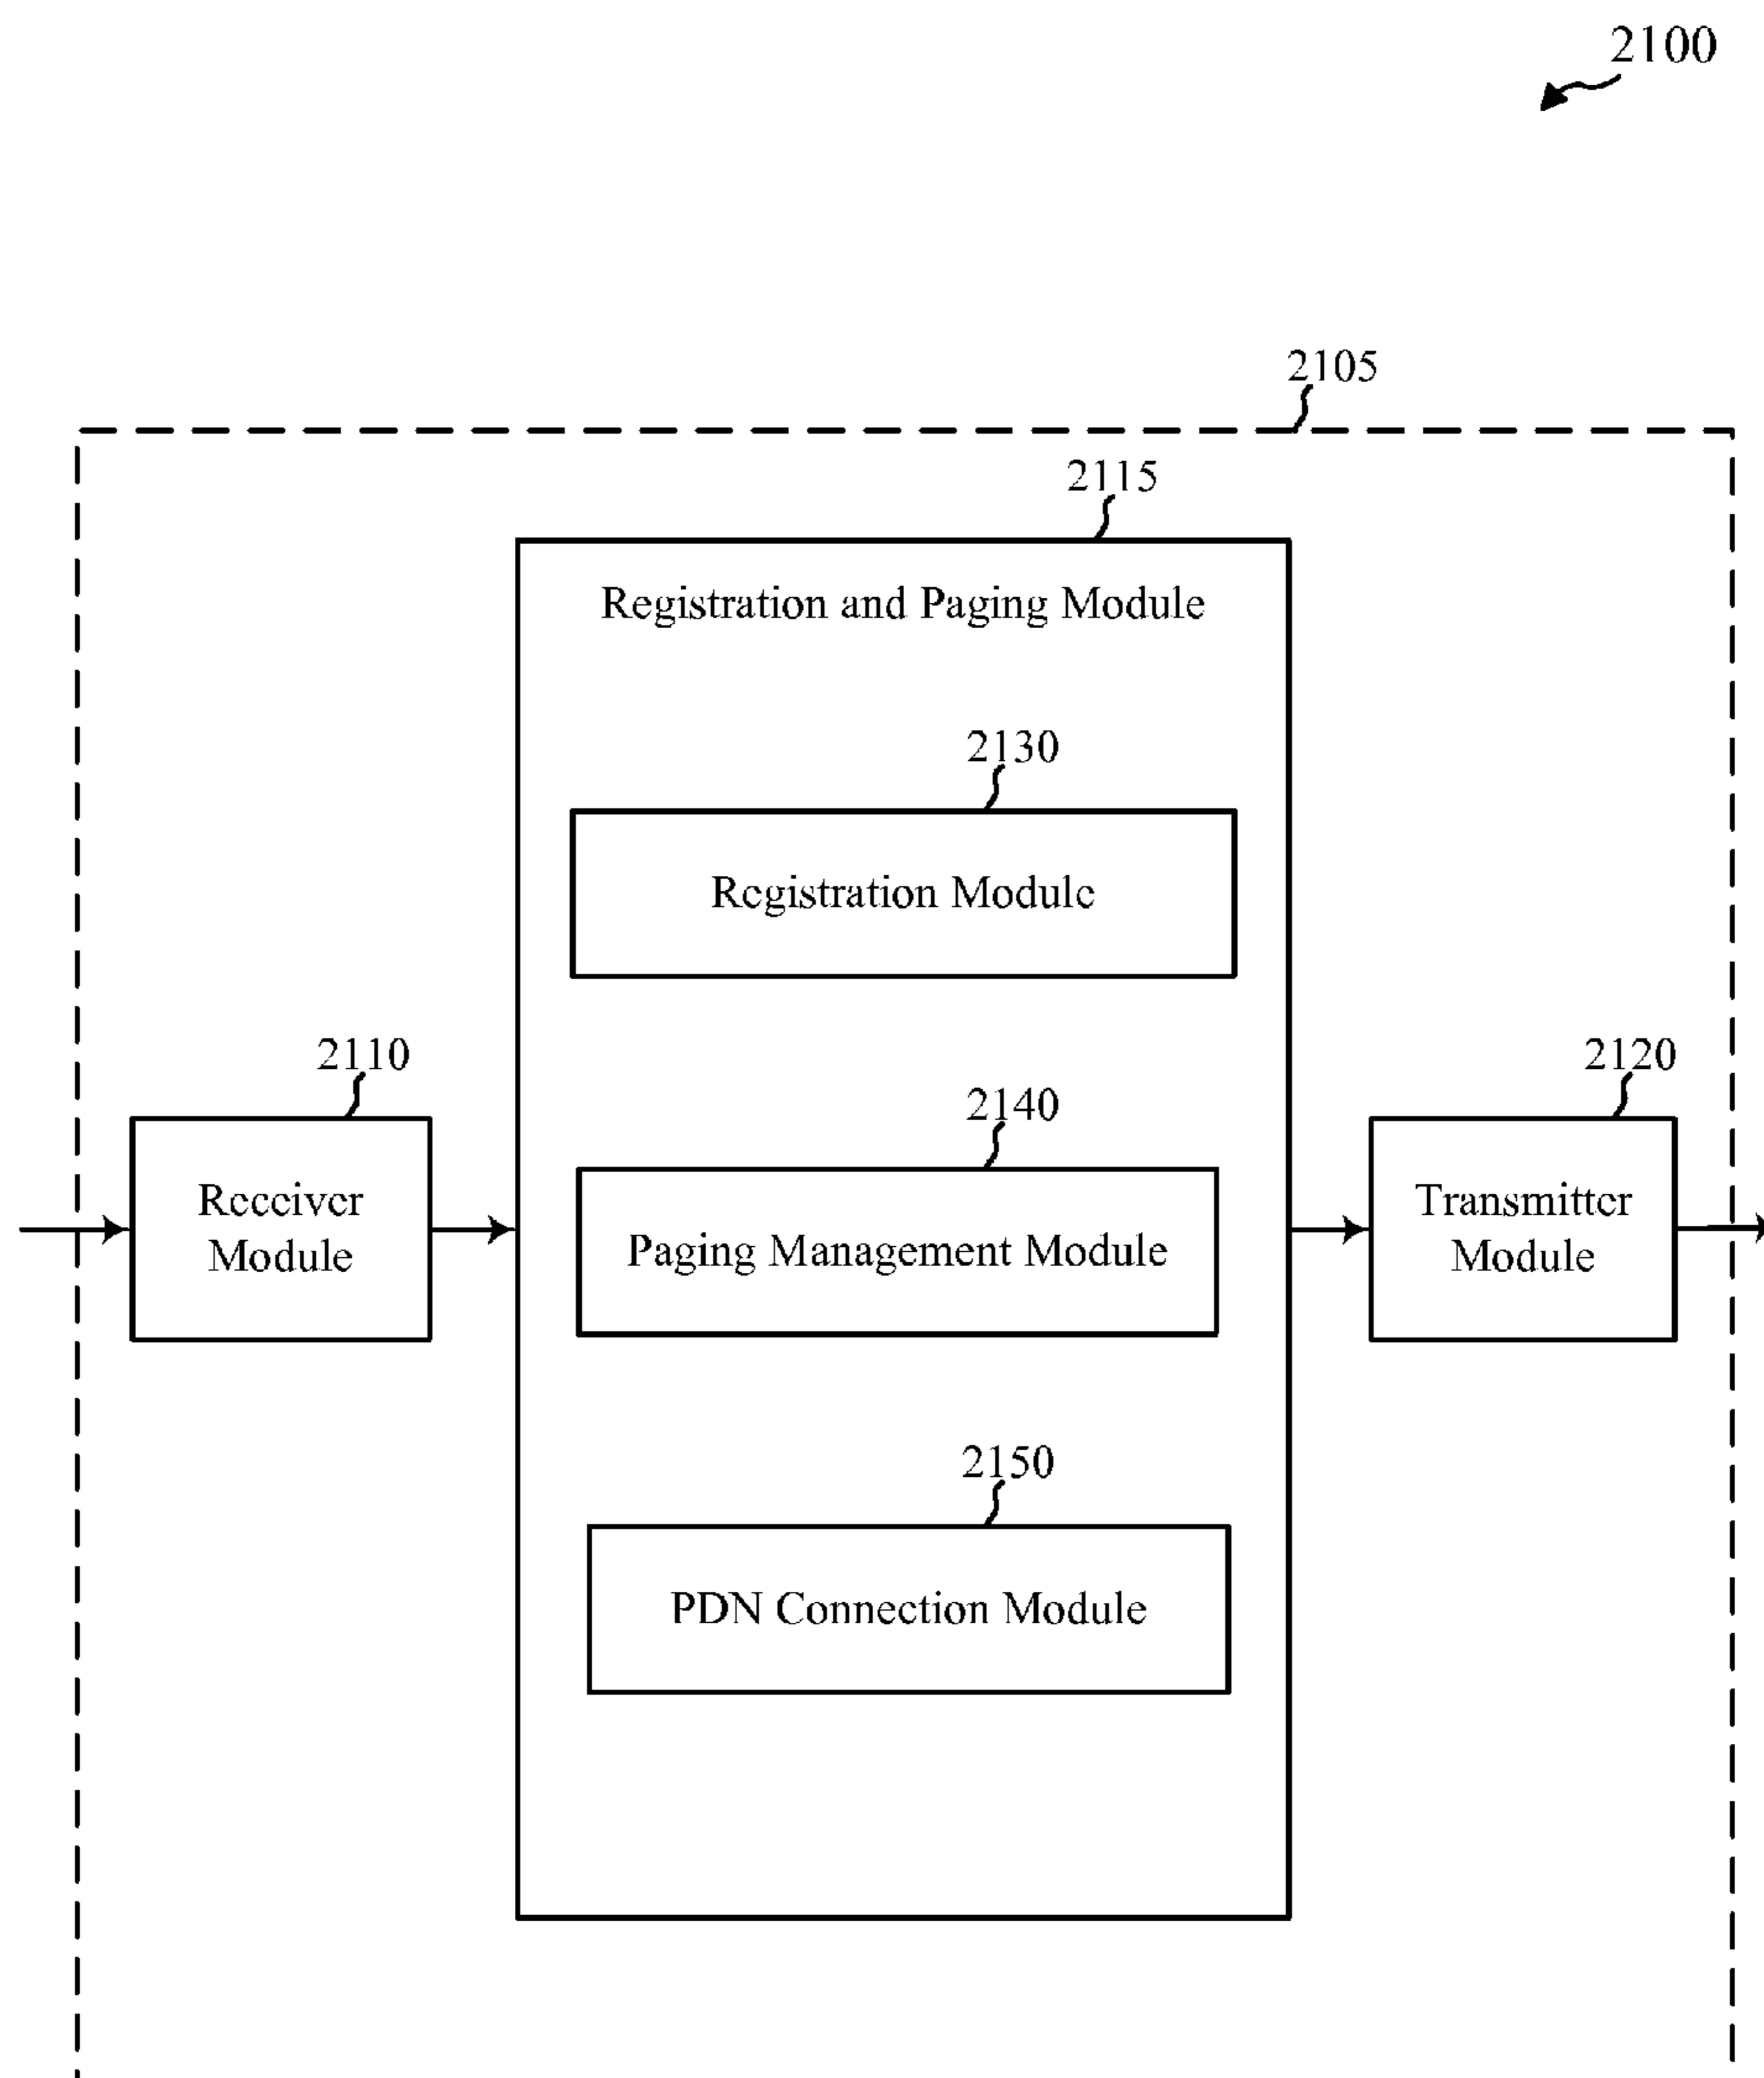 2100
2105
2115
Registration and Paging Module
2130
Registration Module
2110
2120
2140
Receiver
Module
Paging Management Module
Transmitter
Module
2150
PDN Connection Module